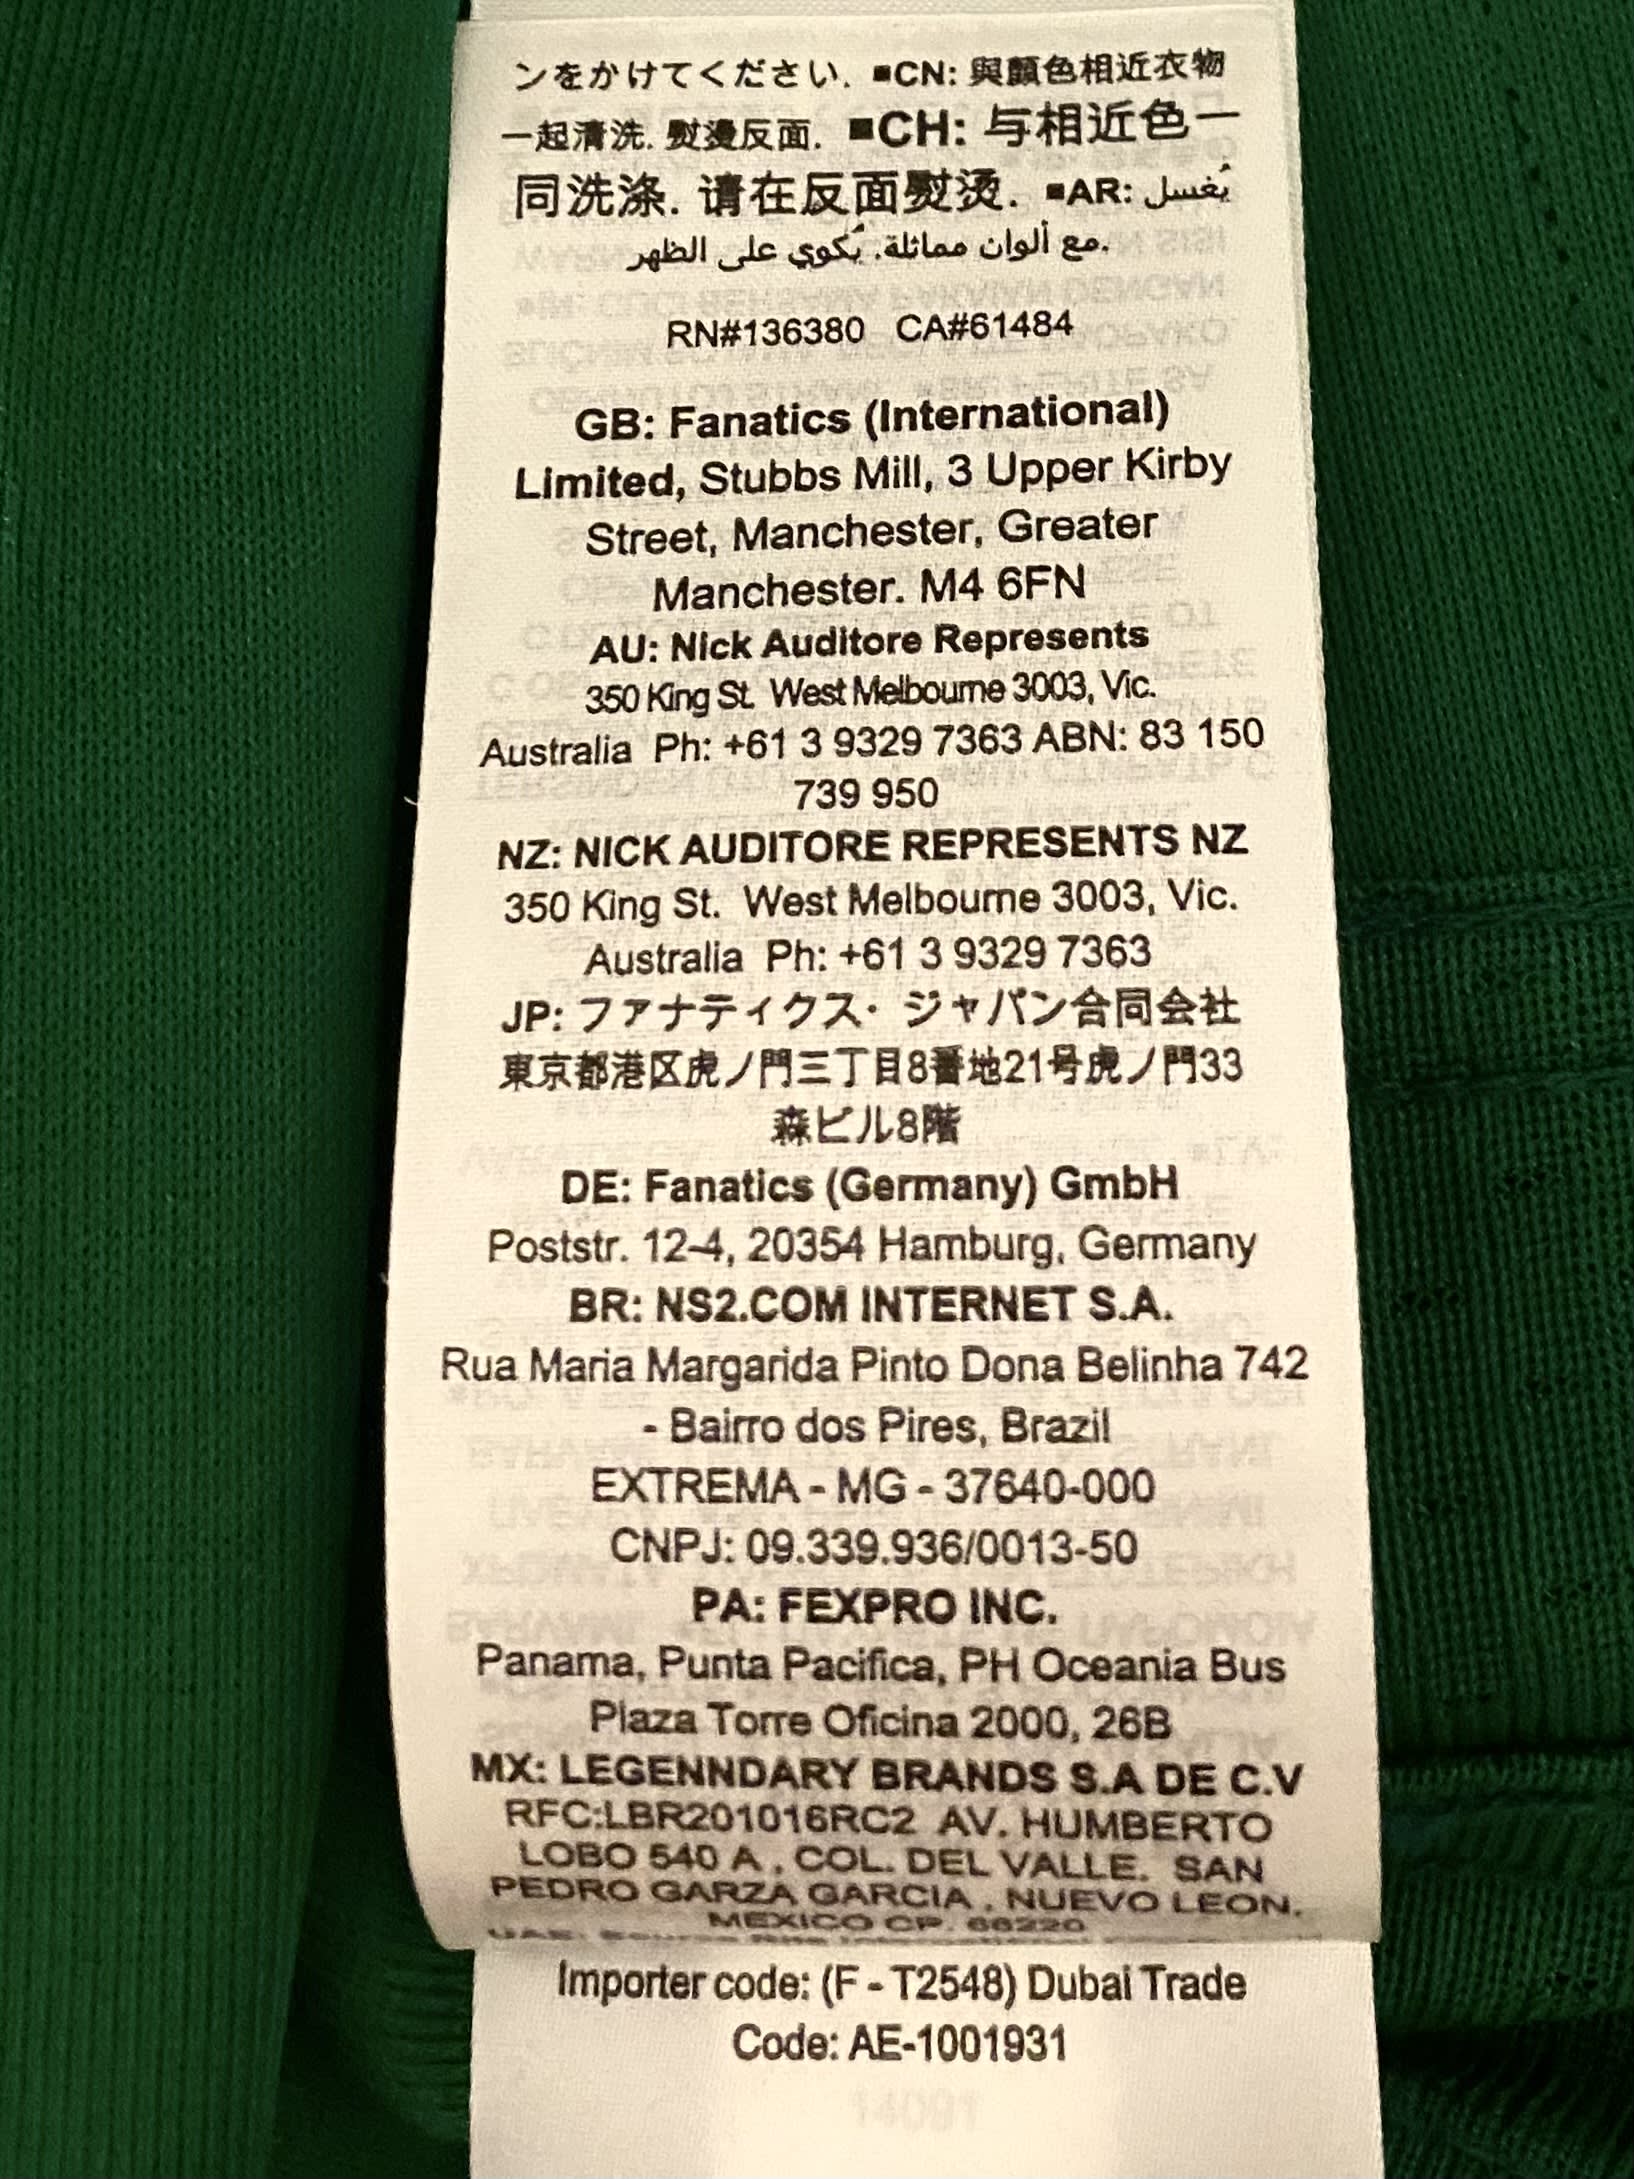 ンをかけてください. ■CN: 與顏色相近衣物
一起清洗. 熨燙反面. ■CH: 与相近色一
同洗涤. 请在反面熨烫. ■AR: يُغسل
مع ألوان مماثلة. يُكوي على الظهر.
RN#136380 CA#61484
GB: Fanatics (International)
Limited, Stubbs Mill, 3 Upper Kirby
Street, Manchester, Greater
Manchester. M4 6FN
AU: Nick Auditore Represents
350 King St. West Melbourne 3003, Vic.
Australia Ph: +61 3 9329 7363 ABN: 83 150
739 950
NZ: NICK AUDITORE REPRESENTS NZ
350 King St. West Melbourne 3003, Vic.
Australia Ph: +61 3 9329 7363
JP: ファナティクス・ ジャパン合同会社
東京都港区虎ノ門三丁目8番地21号虎ノ門33
森ビル8階
DE: Fanatics (Germany) GmbH
Poststr. 12-4, 20354 Hamburg, Germany
BR: NS2.COM INTERNET S.A.
Rua Maria Margarida Pinto Dona Belinha 742
- Bairro dos Pires, Brazil
EXTREMA - MG - 37640-000
CNPJ: 09.339.936/0013-50
PA: FEXPRO INC.
Panama, Punta Pacifica, PH Oceania Bus
Plaza Torre Oficina 2000, 26B
MX: LEGENNDARY BRANDS S.A DE C.V
RFC:LBR201016RC2 AV. HUMBERTO
LOBO 540 A , COL. DEL VALLE. SAN
PEDRO GARZA GARCIA , NUEVO LEON.
MEXICO CP. 66220
UAE:
Importer code: (F - T2548) Dubai Trade
Code: AE-1001931